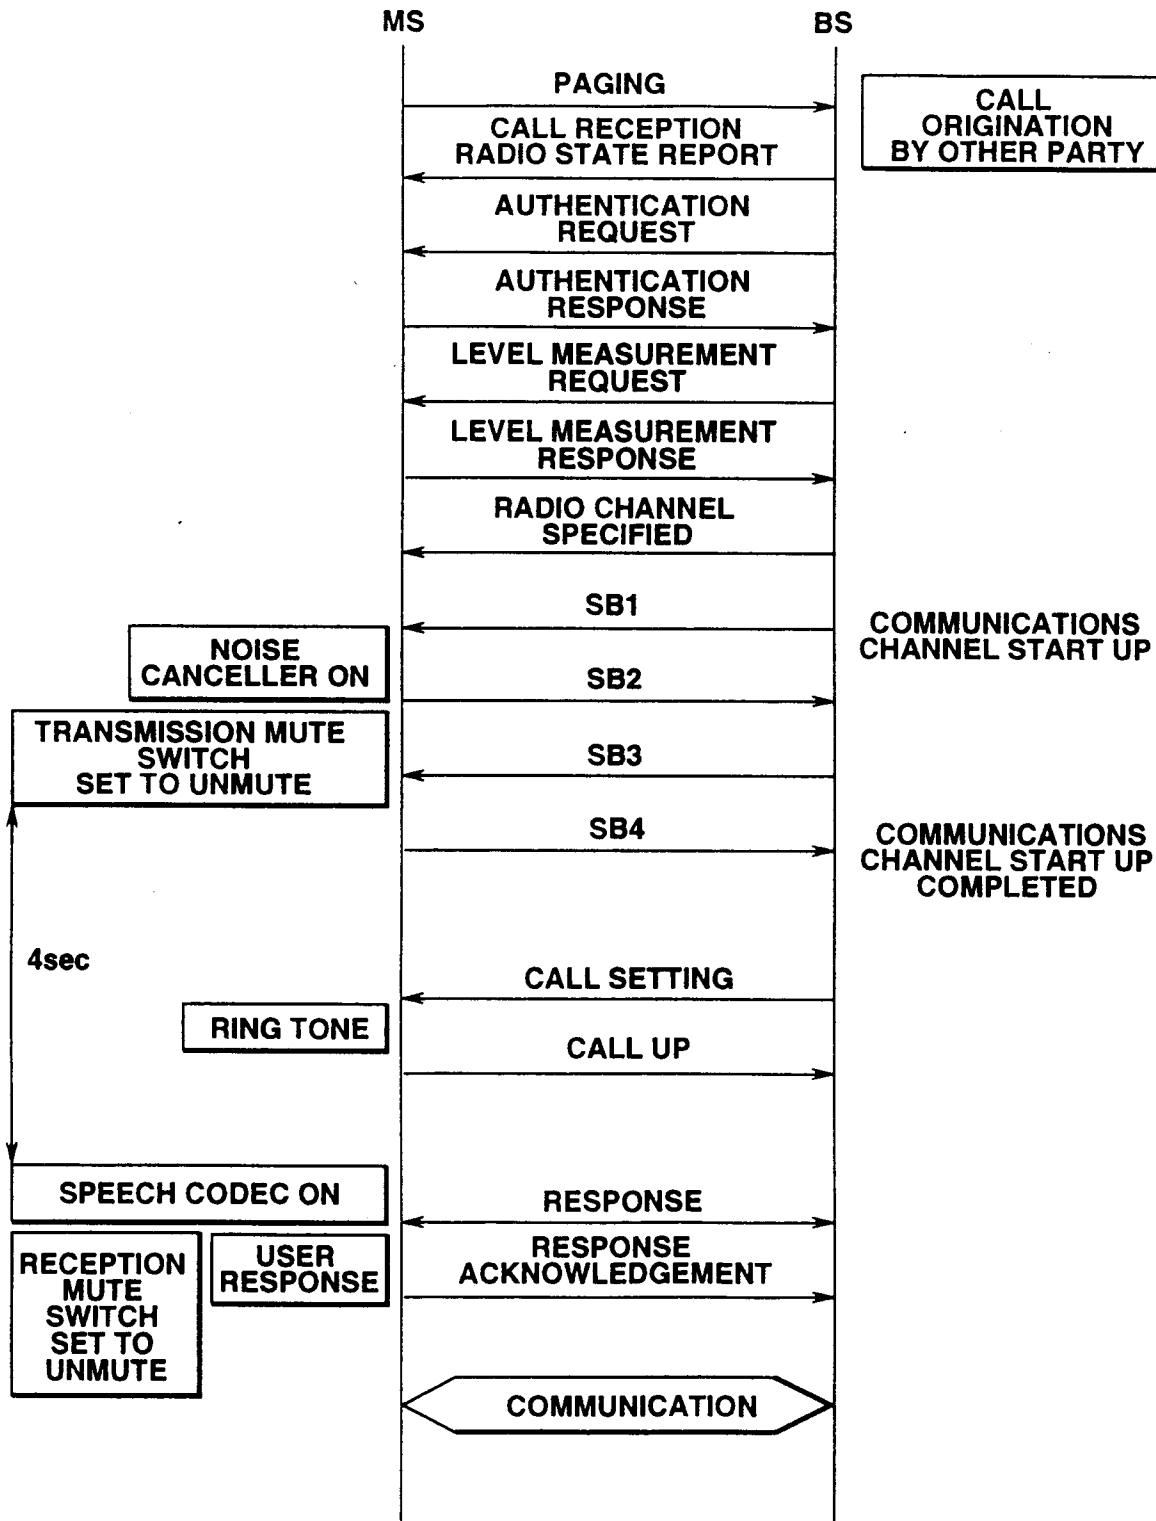 MS
BS
PAGING
CALL
ORIGINATION
BY OTHER PARTY
CALL RECEPTION
RADIO STATE REPORT
AUTHENTICATION
REQUEST
AUTHENTICATION
RESPONSE
LEVEL MEASUREMENT
REQUEST
LEVEL MEASUREMENT
RESPONSE
RADIO CHANNEL
SPECIFIED
SB1
COMMUNICATIONS
CHANNEL START UP
NOISE
CANCELLER ON
SB2
TRANSMISSION MUTE
SWITCH
SET TO UNMUTE
SB3
SB4
COMMUNICATIONS
CHANNEL START UP
COMPLETED
4sec
CALL SETTING
RING TONE
CALL UP
SPEECH CODEC ON
RESPONSE
RECEPTION
MUTE
SWITCH
SET TO
UNMUTE
USER
RESPONSE
RESPONSE
ACKNOWLEDGEMENT
COMMUNICATION